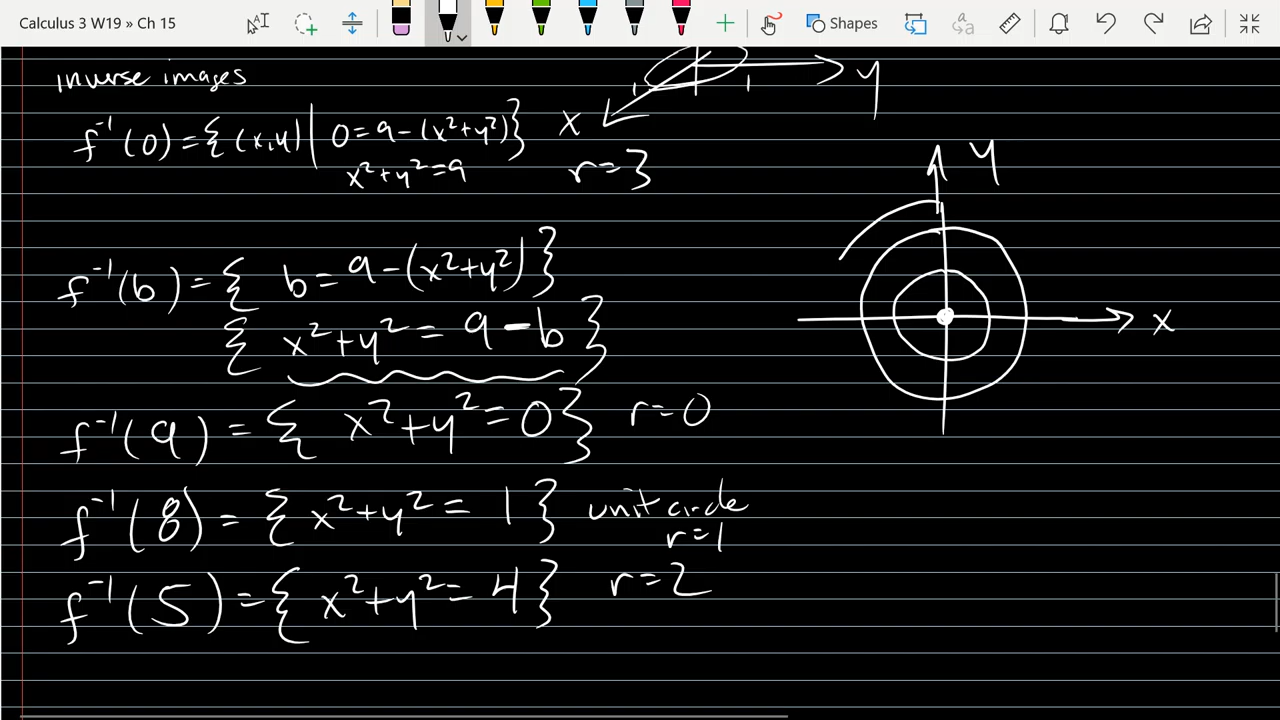 Calculus 3 W19 » Ch 15
Shapes
inverse images
f⁻¹(0) = { (x,y) | 0 = 9 - (x² + y²) }
x² + y² = 9
r = 3
x
y
1
1
f⁻¹(b) = { b = 9 - (x² + y²) }
{ x² + y² = 9 - b }
f⁻¹(9) = { x² + y² = 0 } r = 0
f⁻¹(8) = { x² + y² = 1 } unit circle
r = 1
f⁻¹(5) = { x² + y² = 4 } r = 2
y
x